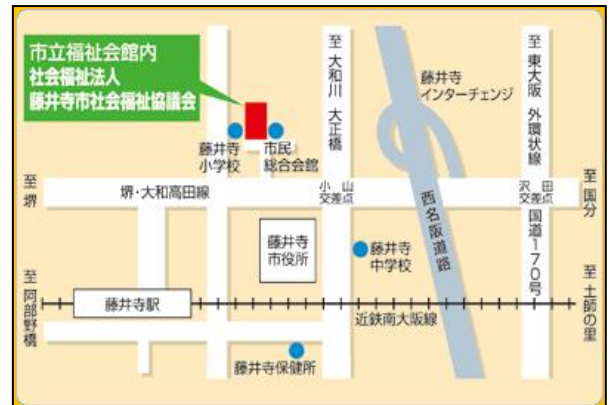 市立福祉会館内
社会福祉法人
藤井寺市社会福祉協議会
至 大和川 大正橋
藤井寺
インターチェンジ
至 東大阪 外環状線
藤井寺
小学校
市民
総合会館
至 堺
堺・大和高田線
小山
交差点
西名阪道路
沢田
交差点
至 国分
国道170号
藤井寺
市役所
藤井寺
中学校
至 阿部野橋
藤井寺駅
近鉄南大阪線
至 土師の里
藤井寺保健所